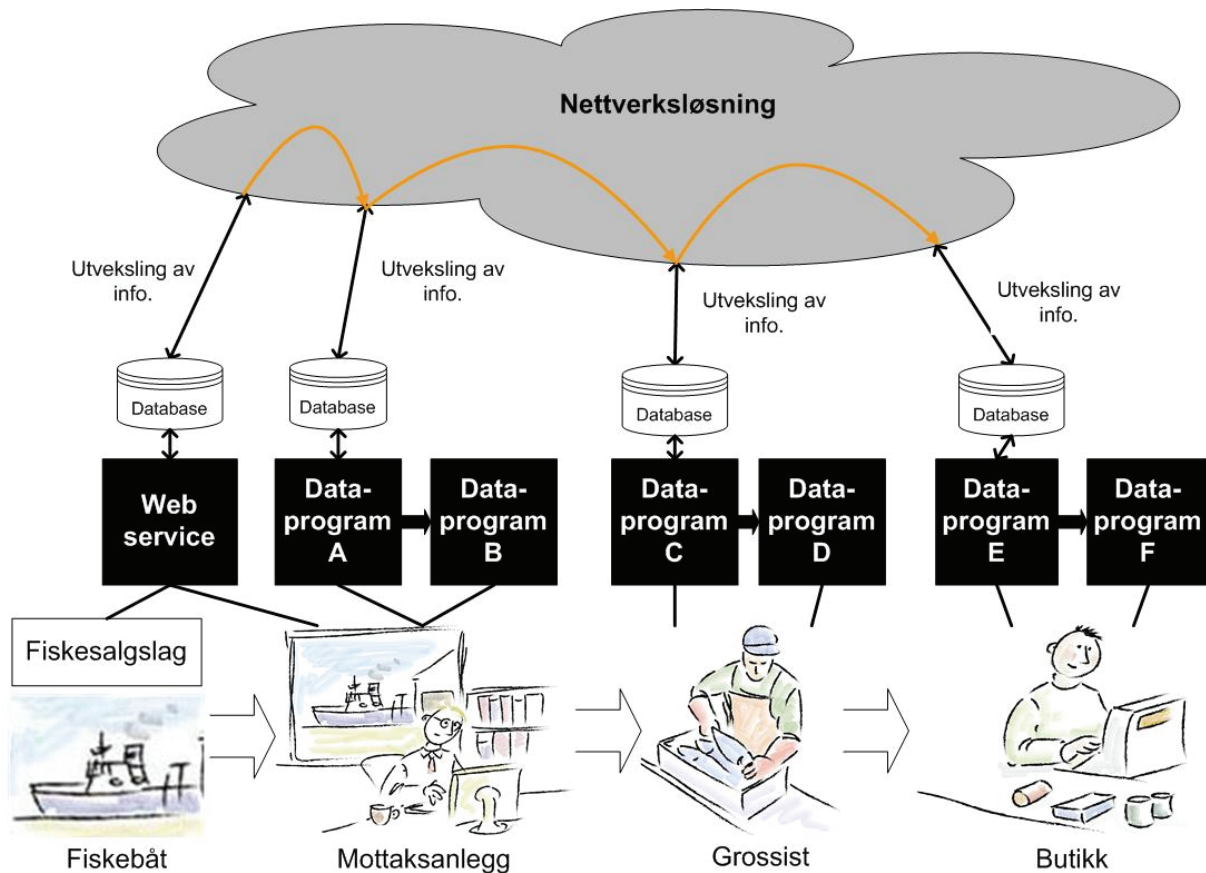 Nettverksløsning
Utveksling av
info.
Utveksling av
info.
Utveksling av
info.
Utveksling av
info.
Database
Database
Database
Database
Web
service
Data-
program
A
Data-
program
B
Data-
program
C
Data-
program
D
Data-
program
E
Data-
program
F
Fiskesalgslag
Fiskebåt
Mottaksanlegg
Grossist
Butikk